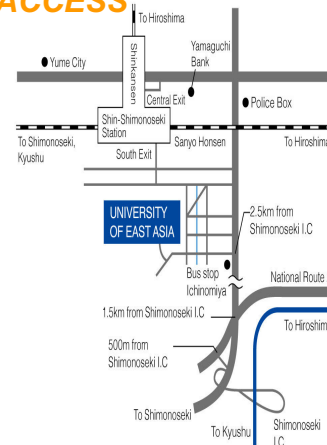 ACCESS
To Hiroshima
Yamaguchi
Bank
Yume City
Shinkansen
Central Exit
Police Box
Shin-Shimonoseki
Station
To Shimonoseki,
Kyushu
Sanyo Honsen
To Hiroshima
South Exit
UNIVERSITY
OF EAST ASIA
2.5km from
Shimonoseki I.C
Bus stop
Ichinomiya
National Route
1.5km from Shimonoseki I.C
To Hiroshim
500m from
Shimonoseki I.C
To Shimonoseki
To Kyushu
Shimonoseki
I.C